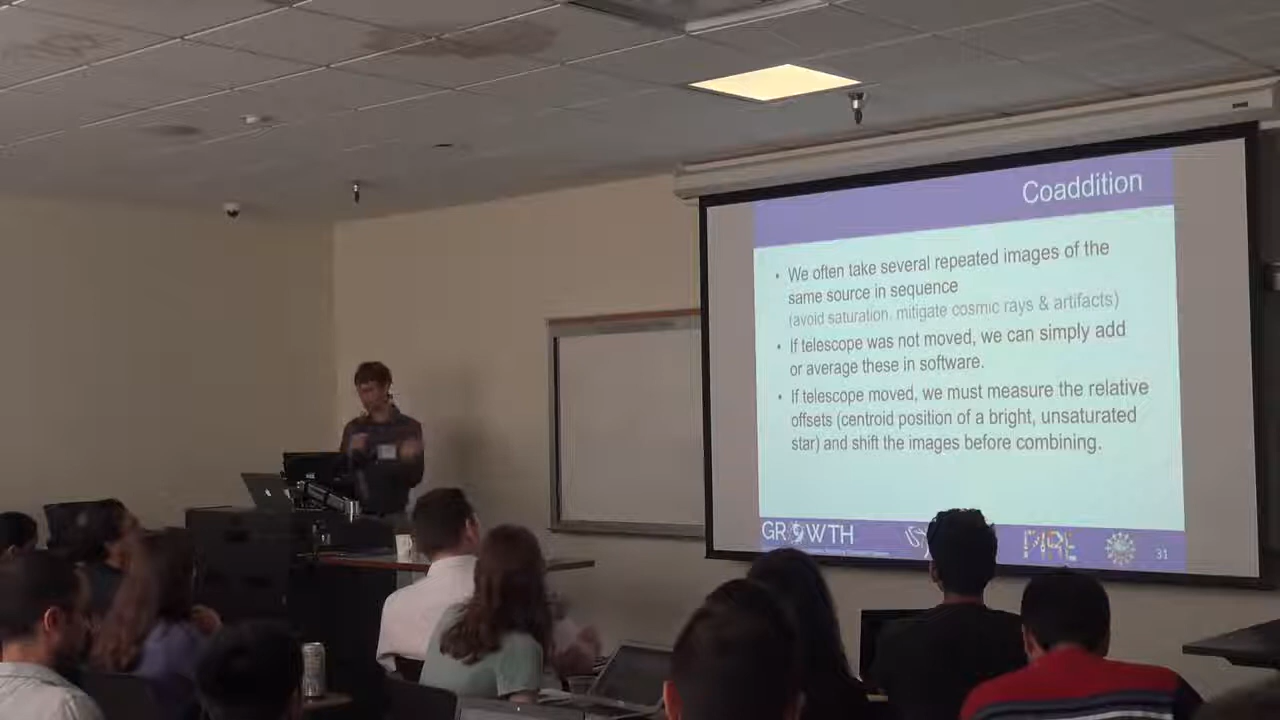 Coaddition
• We often take several repeated images of the
same source in sequence
(avoid saturation, mitigate cosmic rays & artifacts)
• If telescope was not moved, we can simply add
or average these in software.
• If telescope moved, we must measure the relative
offsets (centroid position of a bright, unsaturated
star) and shift the images before combining.
GROWTH
PIRE
31